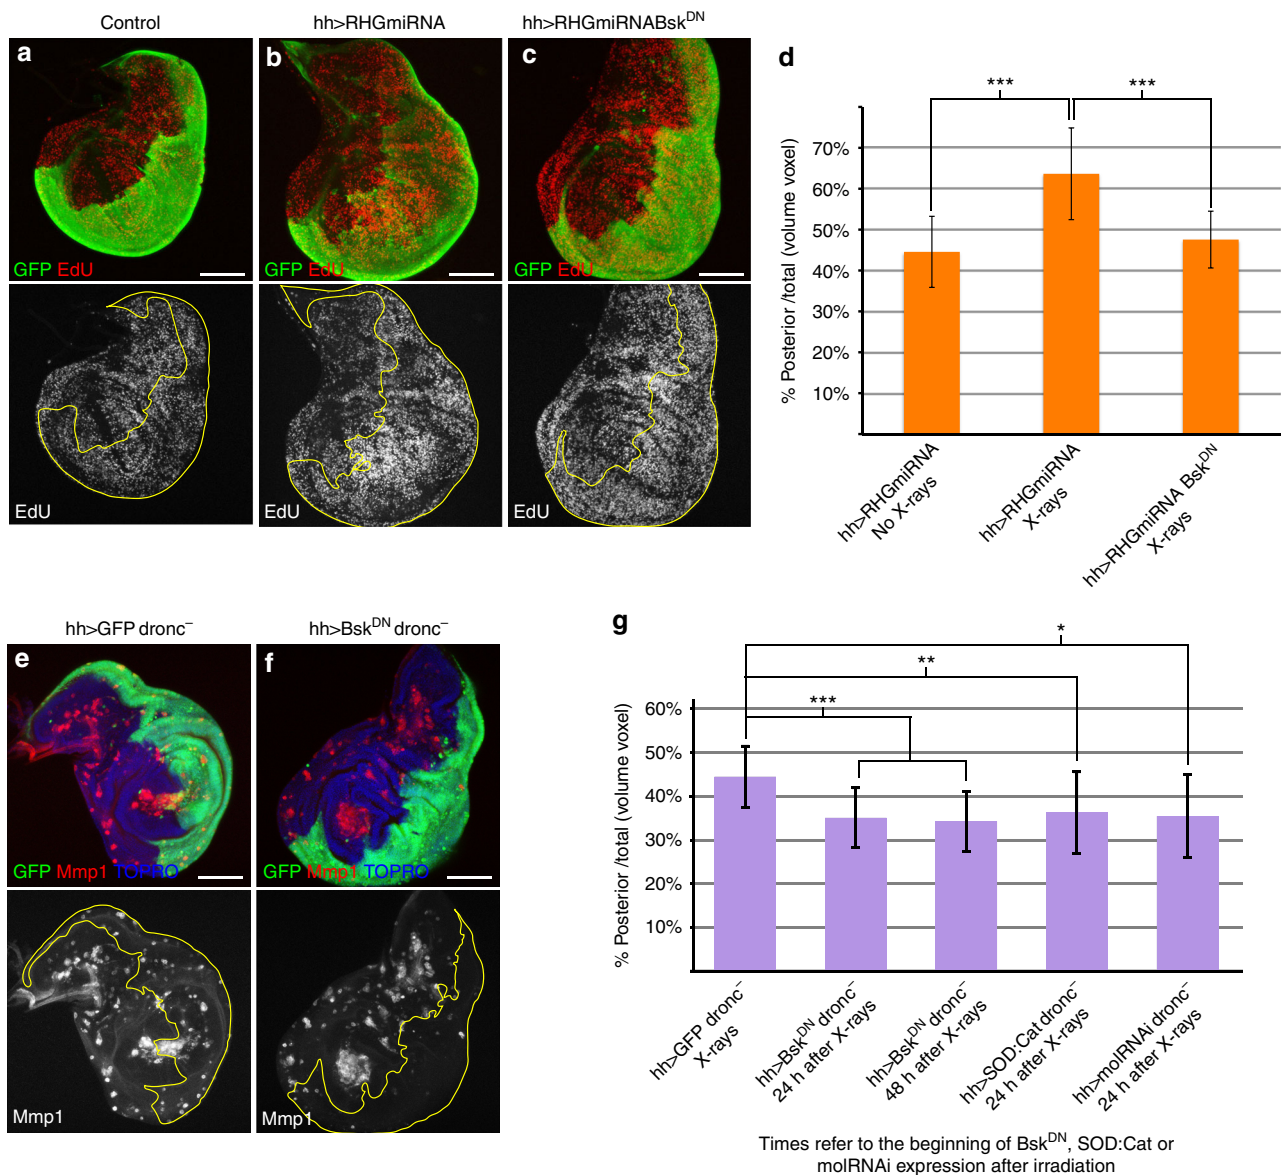 Control
hh>RHGmiRNA
hh>RHGmiRNABsk^DN
a
b
c
GFP EdU
GFP EdU
GFP EdU
EdU
EdU
EdU
d
***
***
% Posterior /total (volume voxel)
70%
60%
50%
40%
30%
20%
10%
hh>RHGmiRNA
No X-rays
hh>RHGmiRNA
X-rays
hh>RHGmiRNA Bsk^DN
X-rays
hh>GFP dronc^–
hh>Bsk^DN dronc^–
e
f
GFP Mmp1 TOPRO
GFP Mmp1 TOPRO
Mmp1
Mmp1
g
*
**
***
% Posterior /total (volume voxel)
60%
50%
40%
30%
20%
10%
hh>GFP dronc^–
X-rays
hh>Bsk^DN dronc^–
24 h after X-rays
hh>Bsk^DN dronc^–
48 h after X-rays
hh>SOD:Cat dronc^–
24 h after X-rays
hh>molRNAi dronc^–
24 h after X-rays
Times refer to the beginning of Bsk^DN, SOD:Cat or
molRNAi expression after irradiation